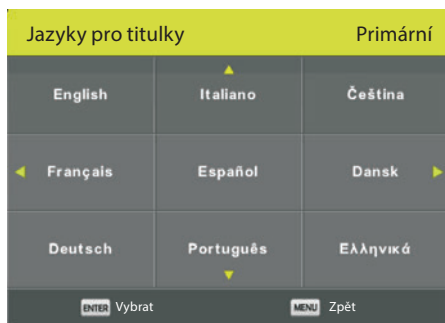 Jazyky pro titulky Primární
English Italiano Čeština
Français Español Dansk
Deutsch Português Ελληνικά
ENTER Vybrat MENU Zpět